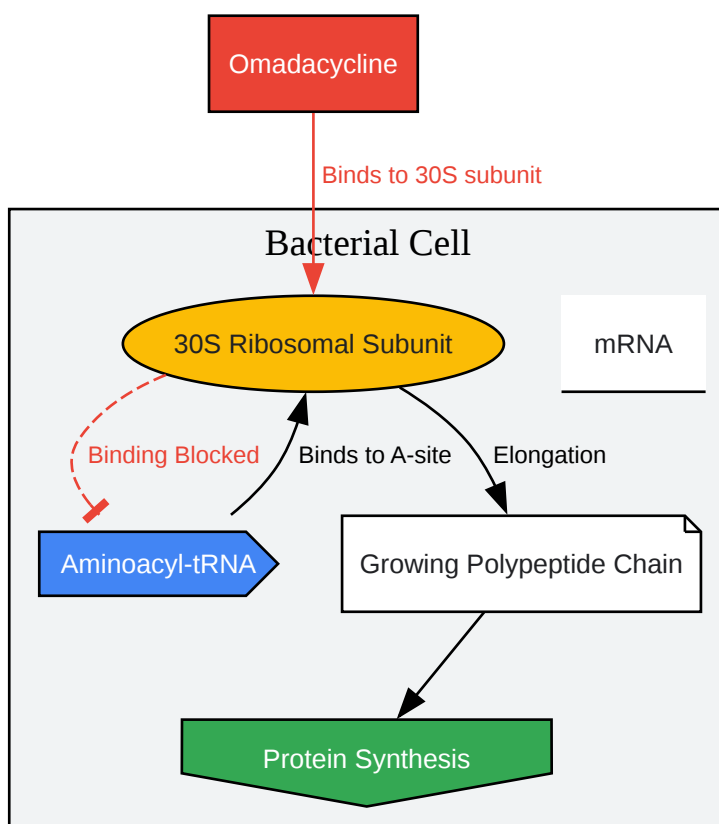 Omadacycline
Binds to 30S subunit
Bacterial Cell
30S Ribosomal Subunit
mRNA
Binding Blocked
Binds to A-site
Elongation
Aminoacyl-tRNA
Growing Polypeptide Chain
Protein Synthesis